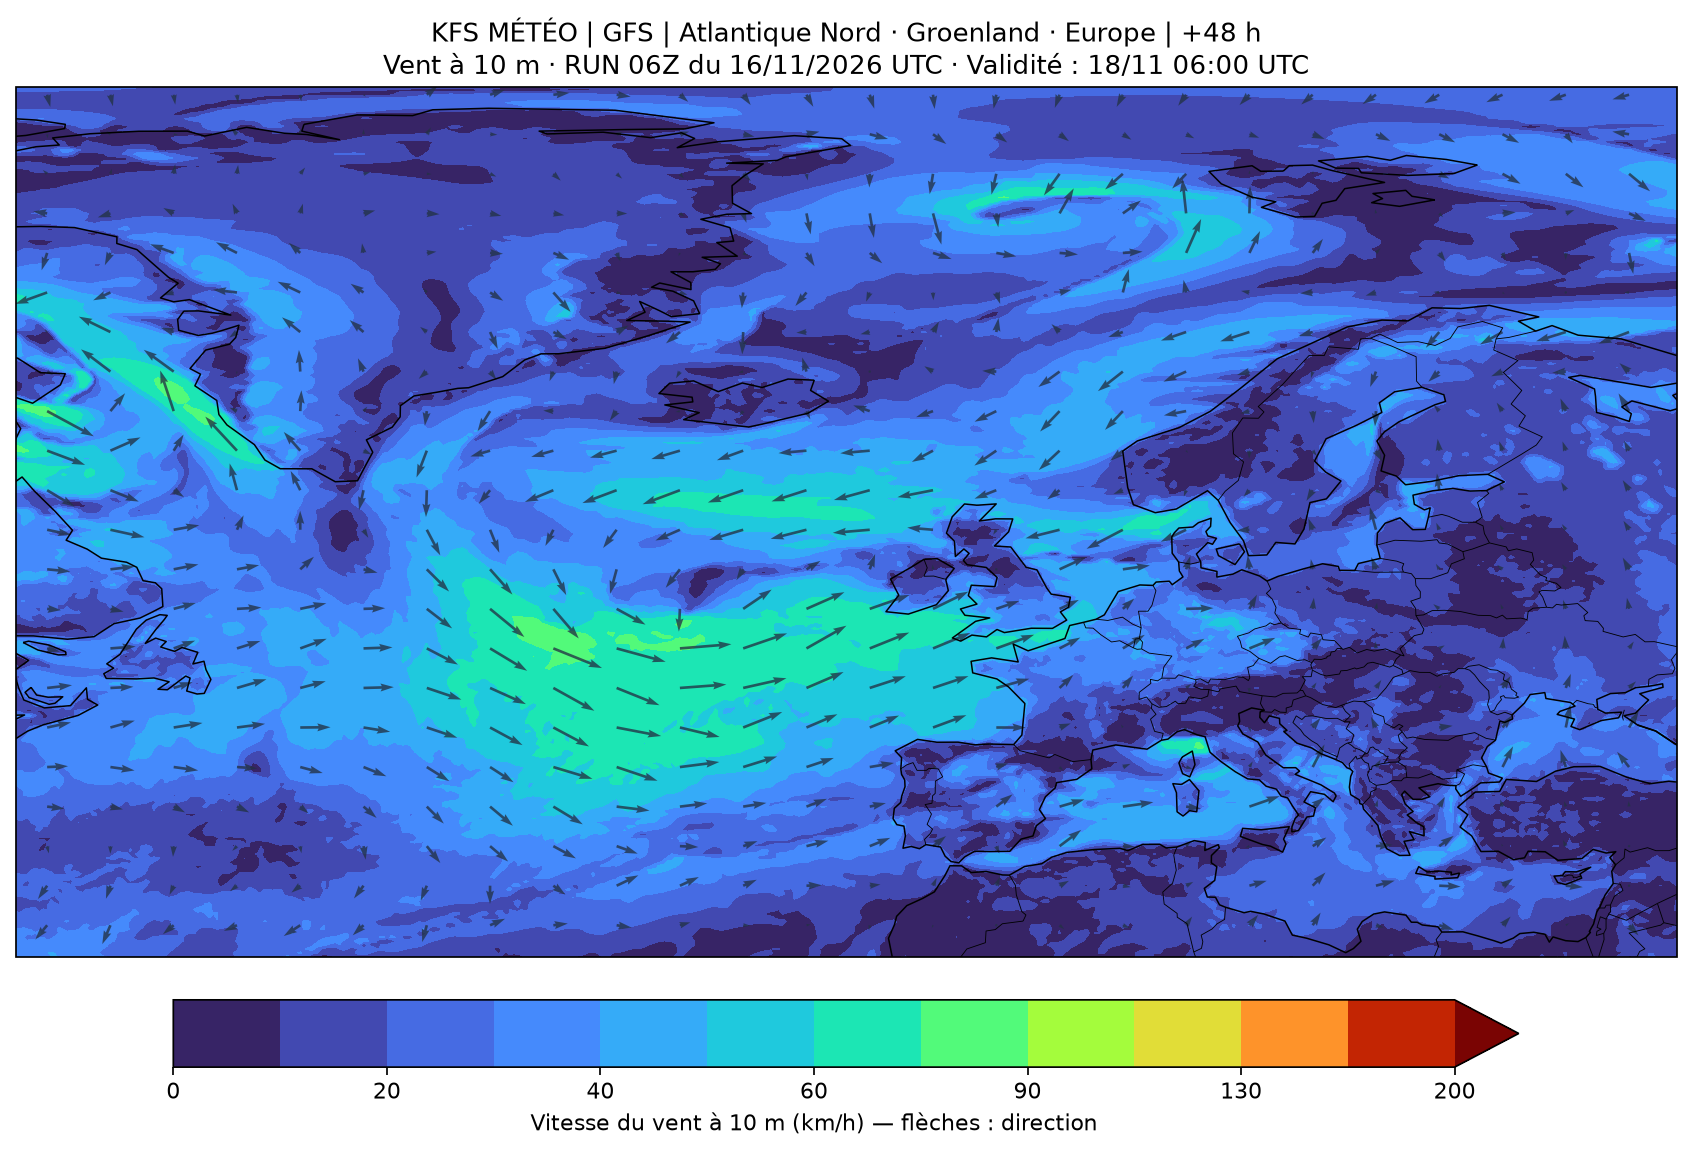 KFS MÉTÉO | GFS | Atlantique Nord · Groenland · Europe | +48 h
Vent à 10 m · RUN 06Z du 16/11/2026 UTC · Validité : 18/11 06:00 UTC
0 20 40 60 90 130 200
Vitesse du vent à 10 m (km/h) — flèches : direction